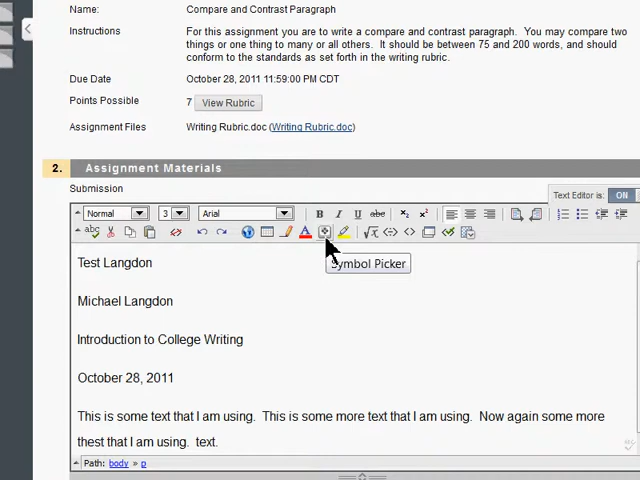 Name: Compare and Contrast Paragraph
Instructions For this assignment you are to write a compare and contrast paragraph. You may compare two
things or one thing to many or all others. It should be between 75 and 200 words, and should
conform to the standards as set forth in the writing rubric.
Due Date October 28, 2011 11:59:00 PM CDT
Points Possible 7 View Rubric
Assignment Files Writing Rubric.doc (Writing Rubric.doc)
2. Assignment Materials
Submission Text Editor is: ON
Normal 3 Arial B I U abc x₂ x²
abc √x
Symbol Picker
Test Langdon
Michael Langdon
Introduction to College Writing
October 28, 2011
This is some text that I am using. This is some more text that I am using. Now again some more
thest that I am using. text.
Path: body » p